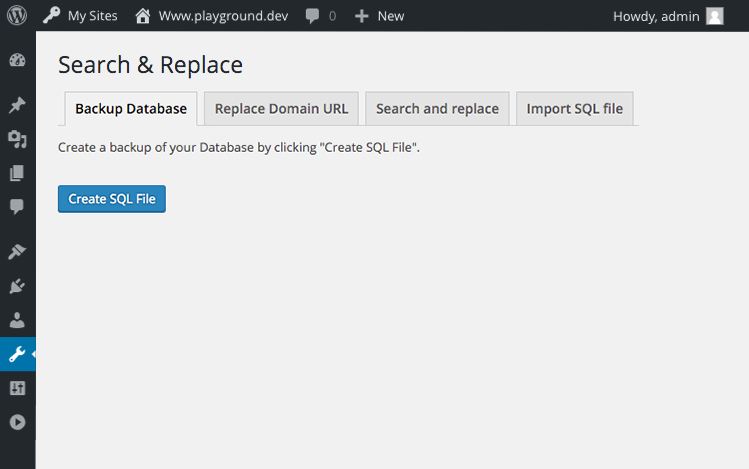 My Sites Www.playground.dev 0 New Howdy, admin
Search & Replace
Backup Database Replace Domain URL Search and replace Import SQL file
Create a backup of your Database by clicking "Create SQL File".
Create SQL File